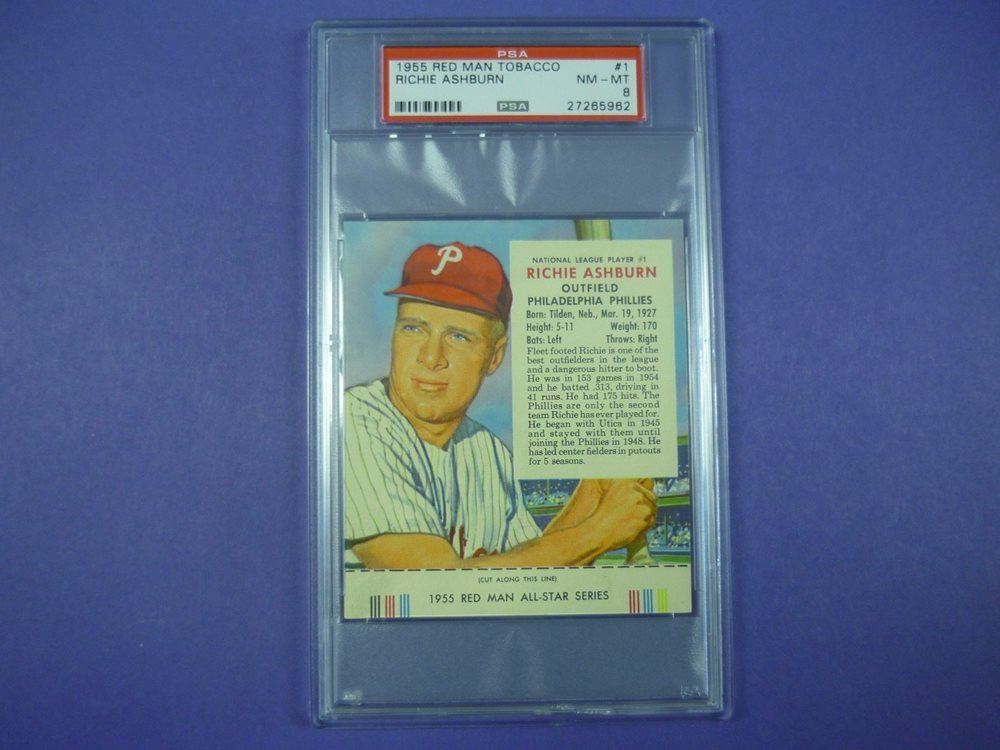 PSA
1955 RED MAN TOBACCO #1
RICHIE ASHBURN NM - MT
8
PSA 27265962
P
NATIONAL LEAGUE PLAYER #1
RICHIE ASHBURN
OUTFIELD
PHILADELPHIA PHILLIES
Born: Tilden, Neb., Mar. 19, 1927
Height: 5-11 Weight: 170
Bats: Left Throws: Right
Fleet footed Richie is one of the
best outfielders in the league
and a dangerous hitter to boot.
He was in 153 games in 1954
and he batted .313, driving in
41 runs. He had 175 hits. The
Phillies are only the second
team Richie has ever played for.
He began with Utica in 1945
and stayed with them until
joining the Phillies in 1948. He
has led center fielders in putouts
for 5 seasons.
(CUT ALONG THIS LINE)
1955 RED MAN ALL-STAR SERIES